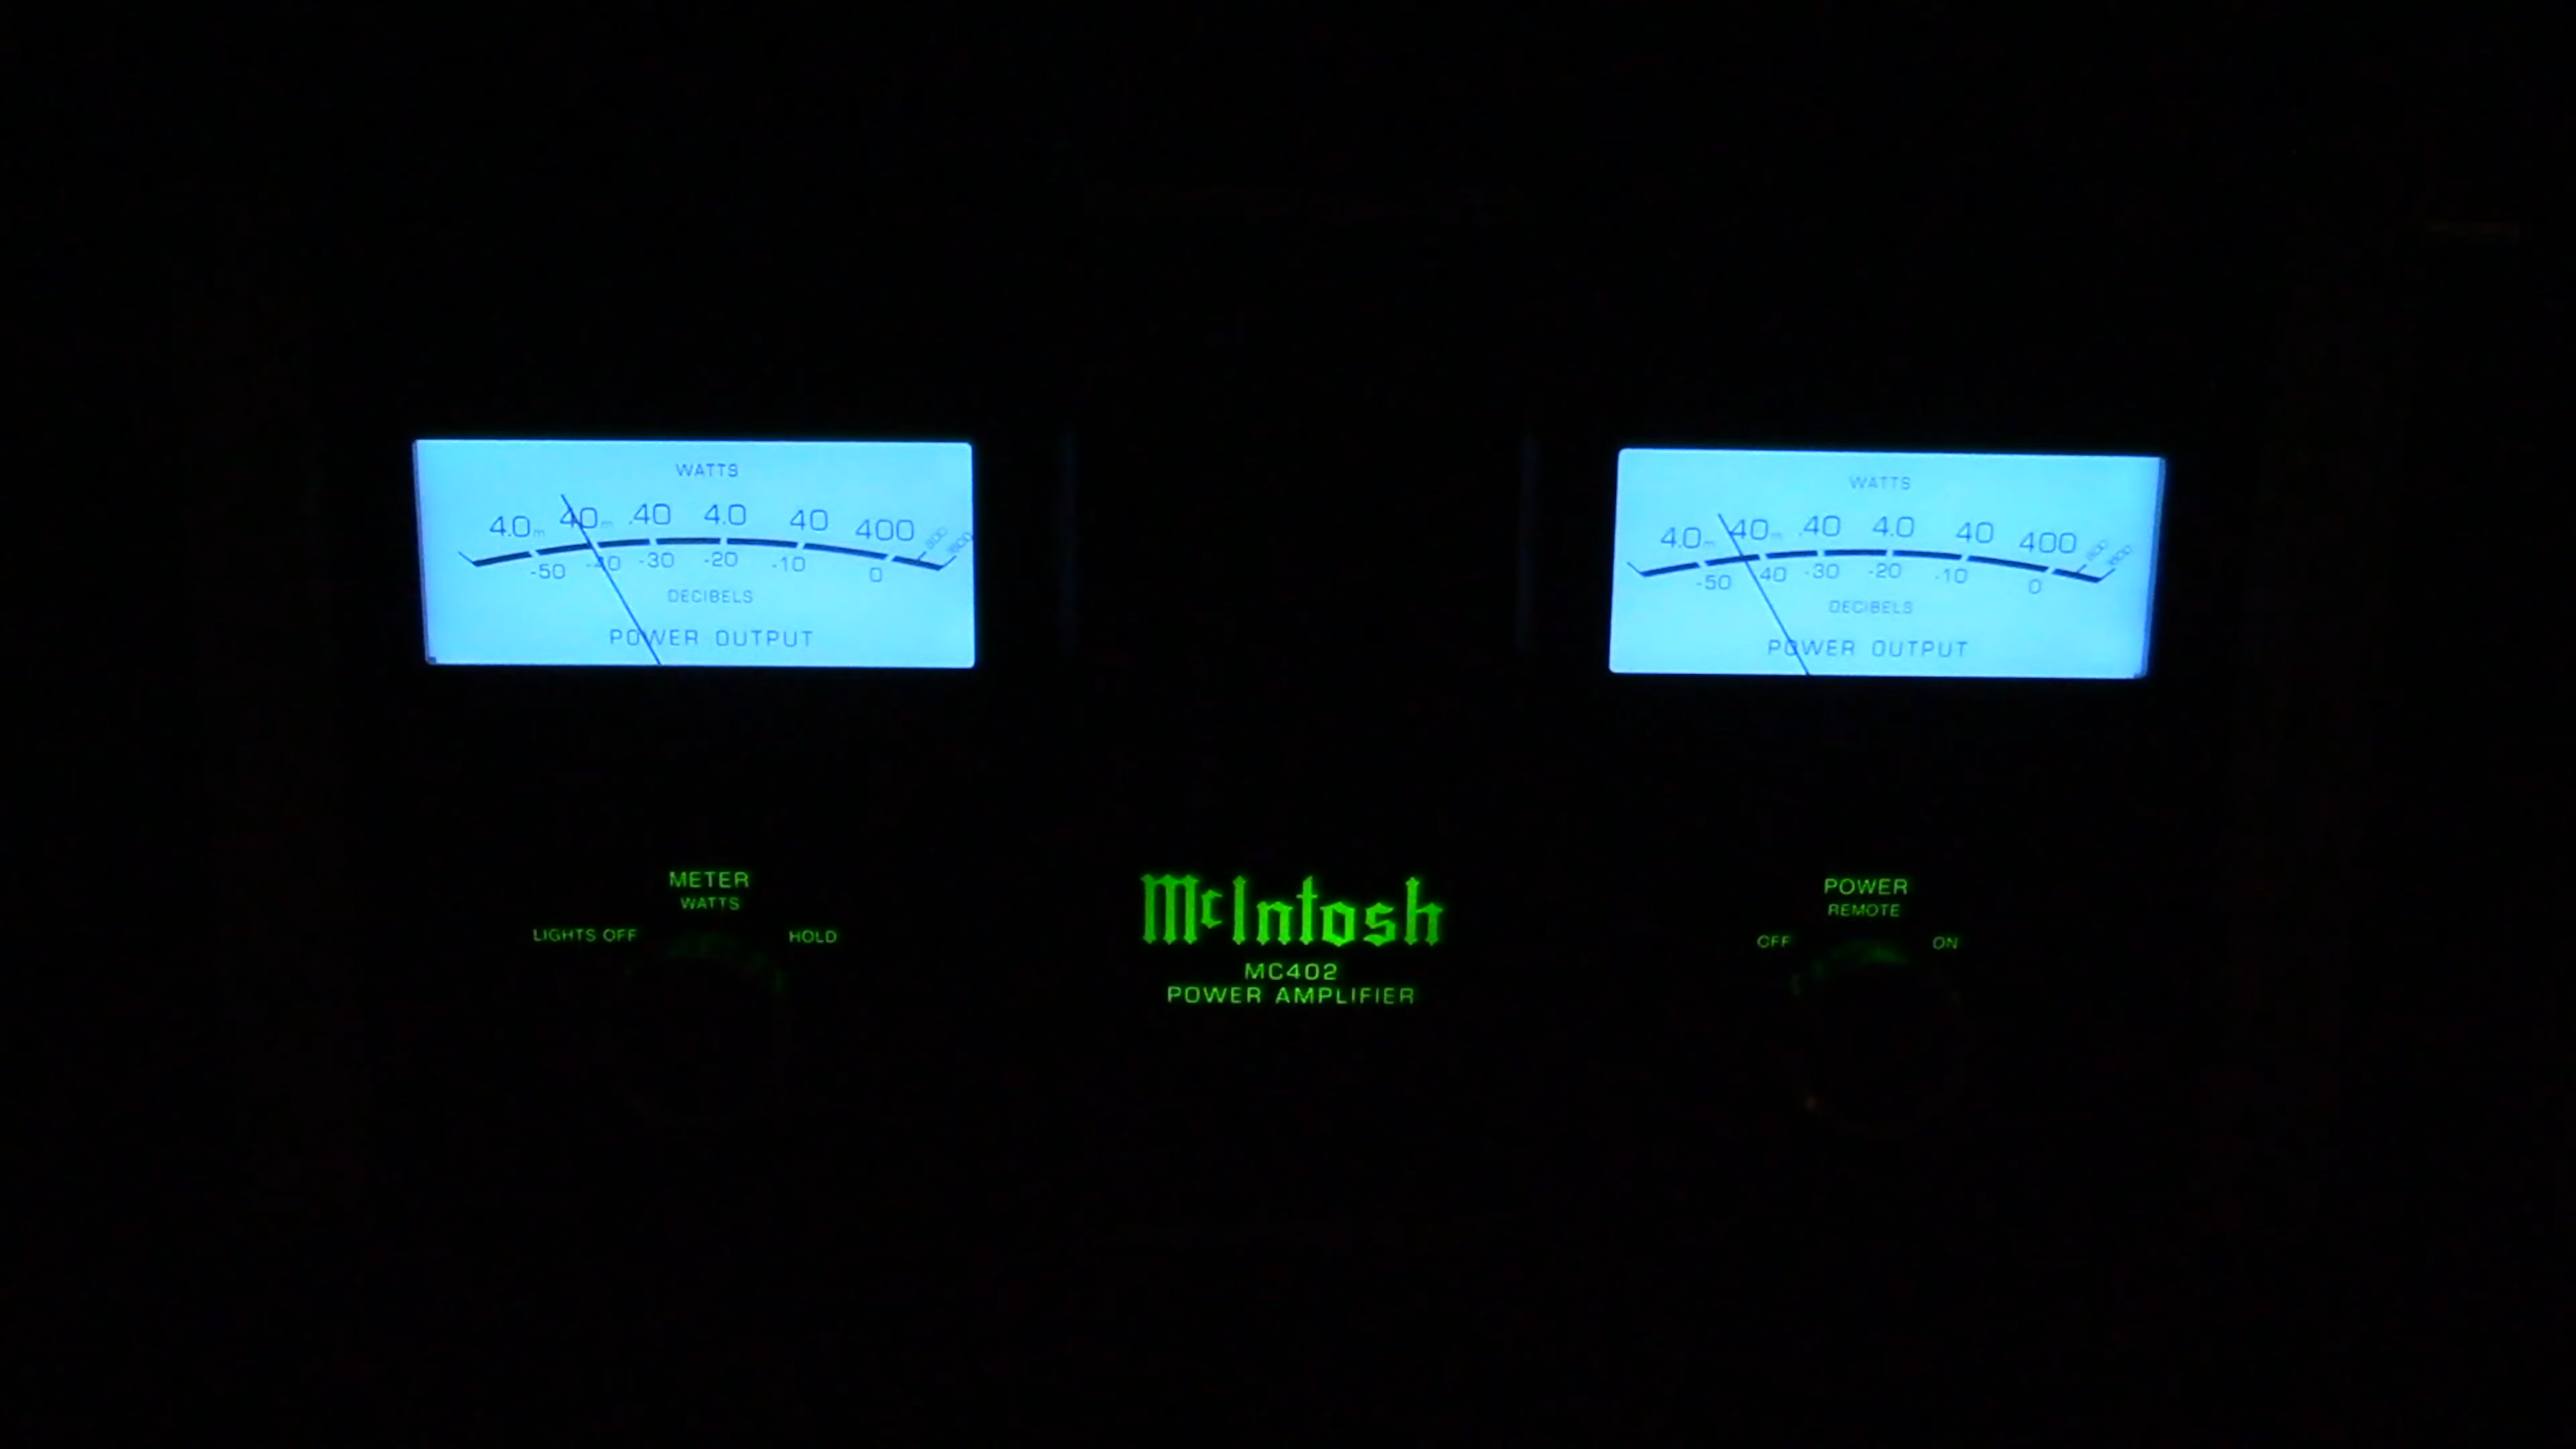 WATTS
4.0m 40m .40 4.0 40 400 800 1600
-50 -40 -30 -20 -10 0
DECIBELS
POWER OUTPUT
WATTS
4.0m 40m .40 4.0 40 400
-50 40 -30 -20 -10 0
DECIBELS
POWER OUTPUT
METER
WATTS
LIGHTS OFF HOLD
McIntosh
MC402
POWER AMPLIFIER
POWER
REMOTE
OFF ON